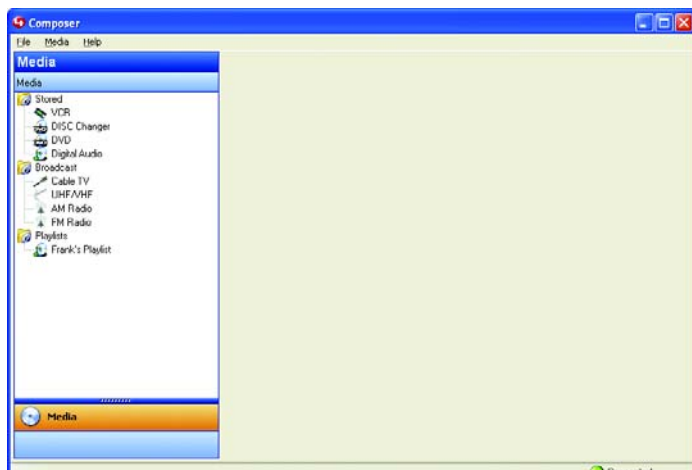 Composer
File Media Help
Media
Media
Stored
VCR
DISC Changer
DVD
Digital Audio
Broadcast
Cable TV
UHF/VHF
AM Radio
FM Radio
Playlists
Frank's Playlist
Media